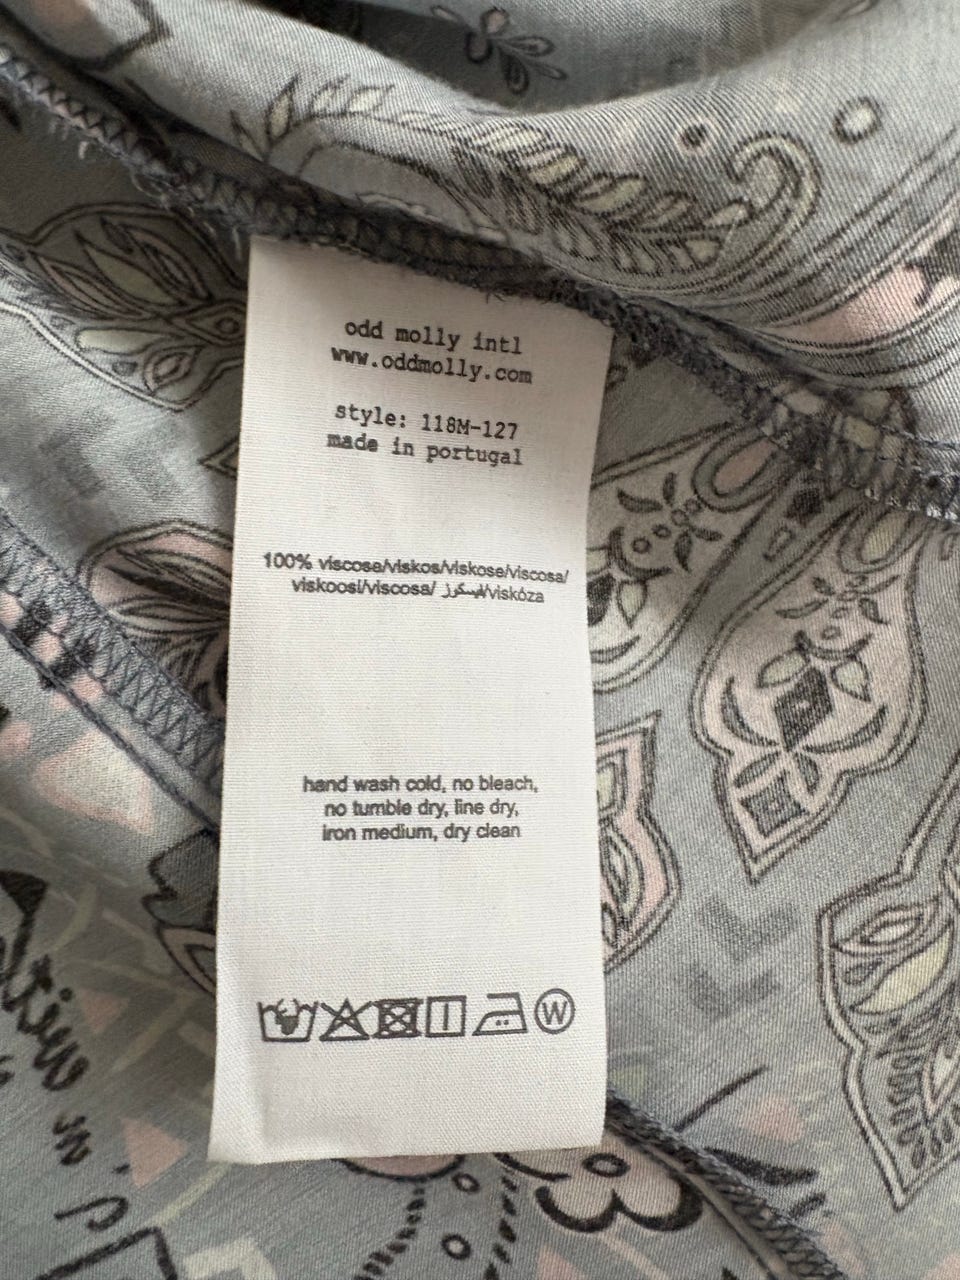 odd molly intl
www.oddmolly.com
style: 118M-127
made in portugal
100% viscose/viskos/viskose/viscosa/
viskoosi/viscosa/ فيسكوز/viskóza
hand wash cold, no bleach,
no tumble dry, line dry,
iron medium, dry clean
W